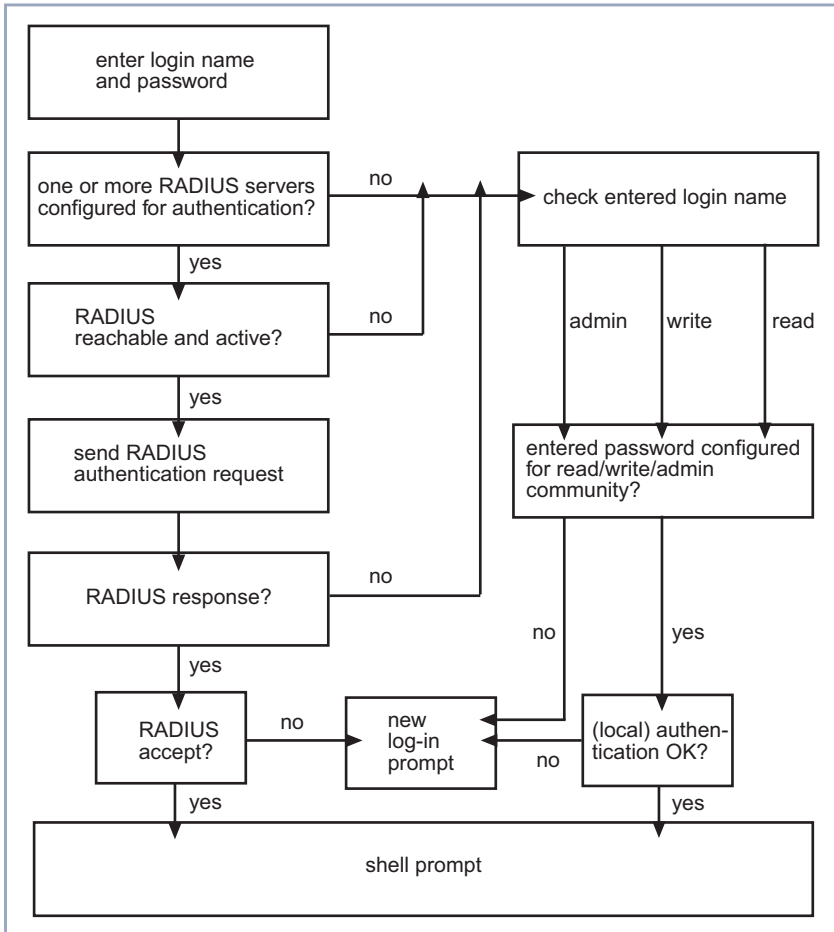 enter login name
and password
one or more RADIUS servers
configured for authentication?
no
check entered login name
yes
RADIUS
reachable and active?
no
admin
write
read
yes
send RADIUS
authentication request
entered password configured
for read/write/admin
community?
RADIUS response?
no
no
yes
yes
RADIUS
accept?
no
new
log-in
prompt
no
(local) authen-
tication OK?
yes
yes
shell prompt